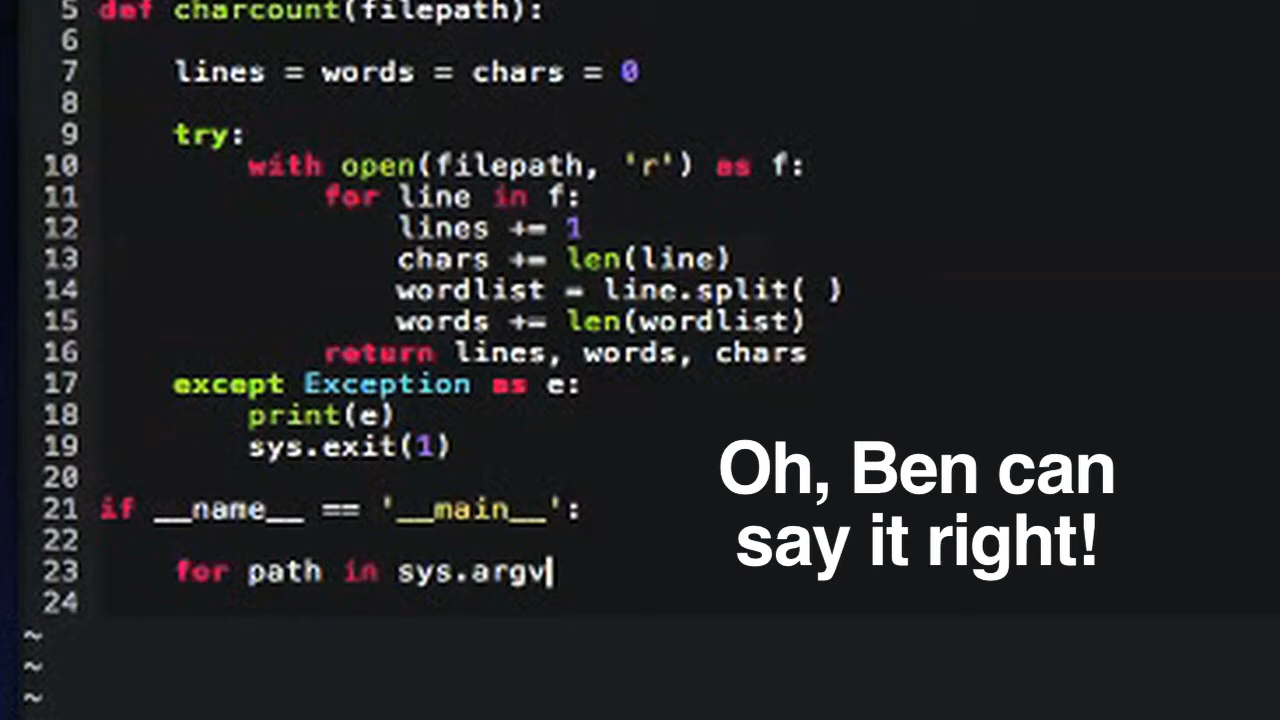 5 def charcount(filepath):
6
7 lines = words = chars = 0
8
9 try:
10 with open(filepath, 'r') as f:
11 for line in f:
12 lines += 1
13 chars += len(line)
14 wordlist = line.split( )
15 words += len(wordlist)
16 return lines, words, chars
17 except Exception as e:
18 print(e)
19 sys.exit(1)
20
21 if __name__ == '__main__':
22
23 for path in sys.argv
24
~
~
~
Oh, Ben can
say it right!